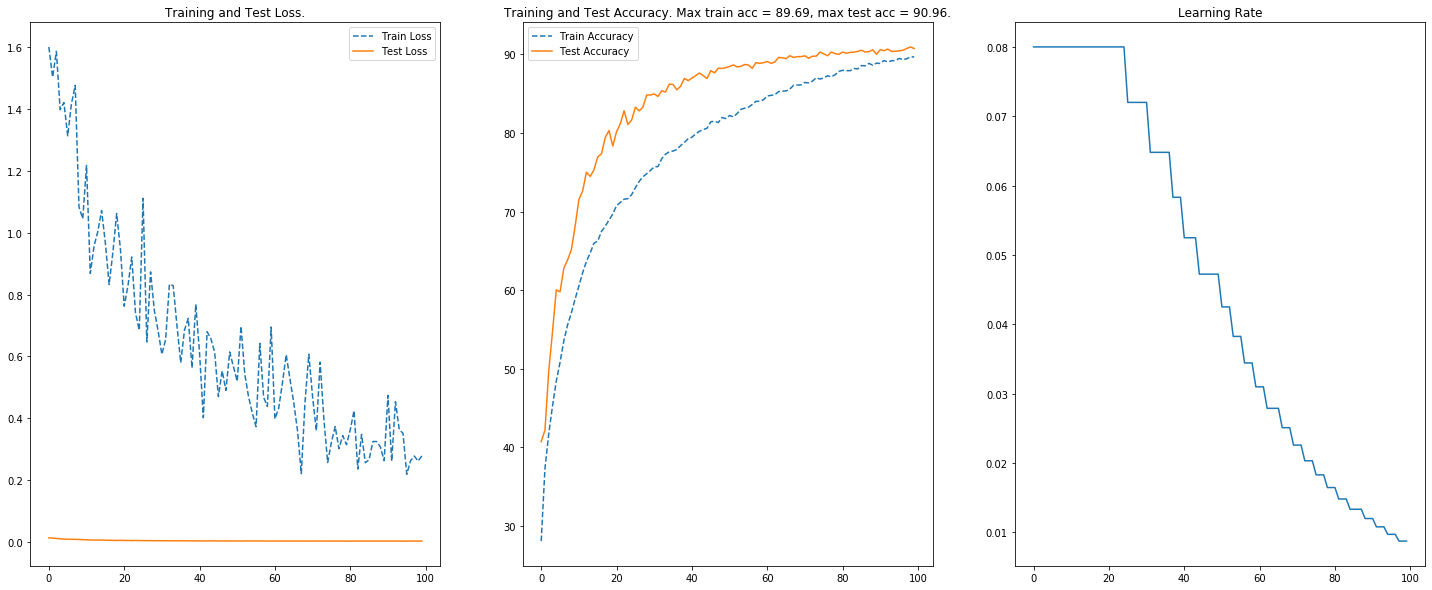 Training and Test Loss.
Train Loss
Test Loss
1.6
1.4
1.2
1.0
0.8
0.6
0.4
0.2
0.0
0 20 40 60 80 100
Training and Test Accuracy. Max train acc = 89.69, max test acc = 90.96.
Train Accuracy
Test Accuracy
90
80
70
60
50
40
30
0 20 40 60 80 100
Learning Rate
0.08
0.07
0.06
0.05
0.04
0.03
0.02
0.01
0 20 40 60 80 100